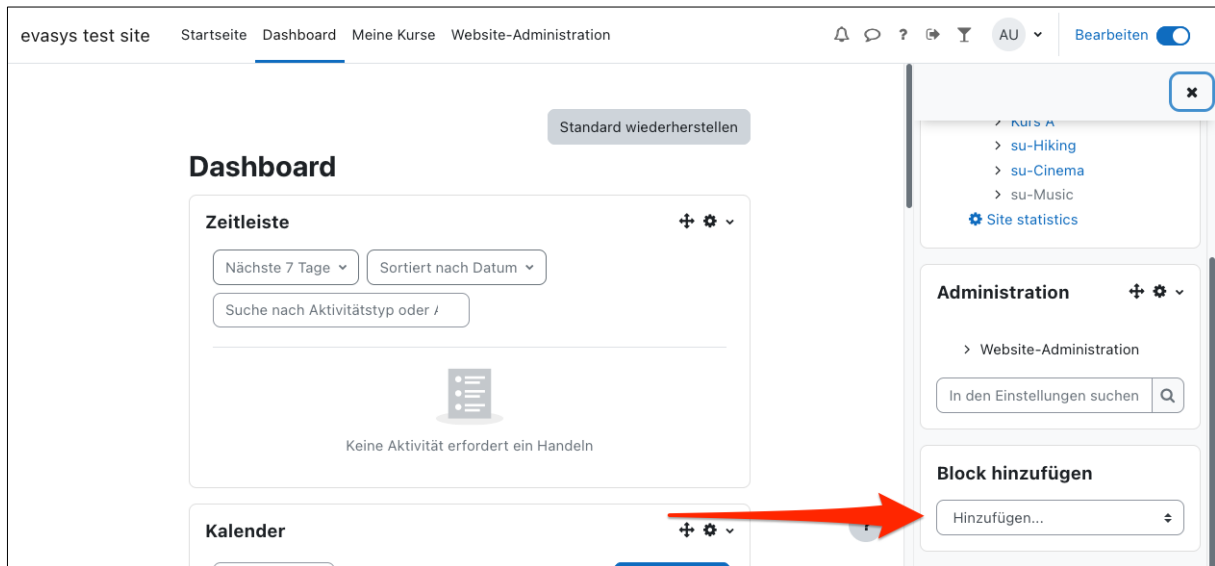 evasys test site Startseite Dashboard Meine Kurse Website-Administration ? AU Bearbeiten
Standard wiederherstellen
Dashboard
Zeitleiste
Nächste 7 Tage Sortiert nach Datum
Suche nach Aktivitätstyp oder
Keine Aktivität erfordert ein Handeln
Kalender
Kurs A
su-Hiking
su-Cinema
su-Music
Site statistics
Administration
Website-Administration
In den Einstellungen suchen
Block hinzufügen
Hinzufügen...